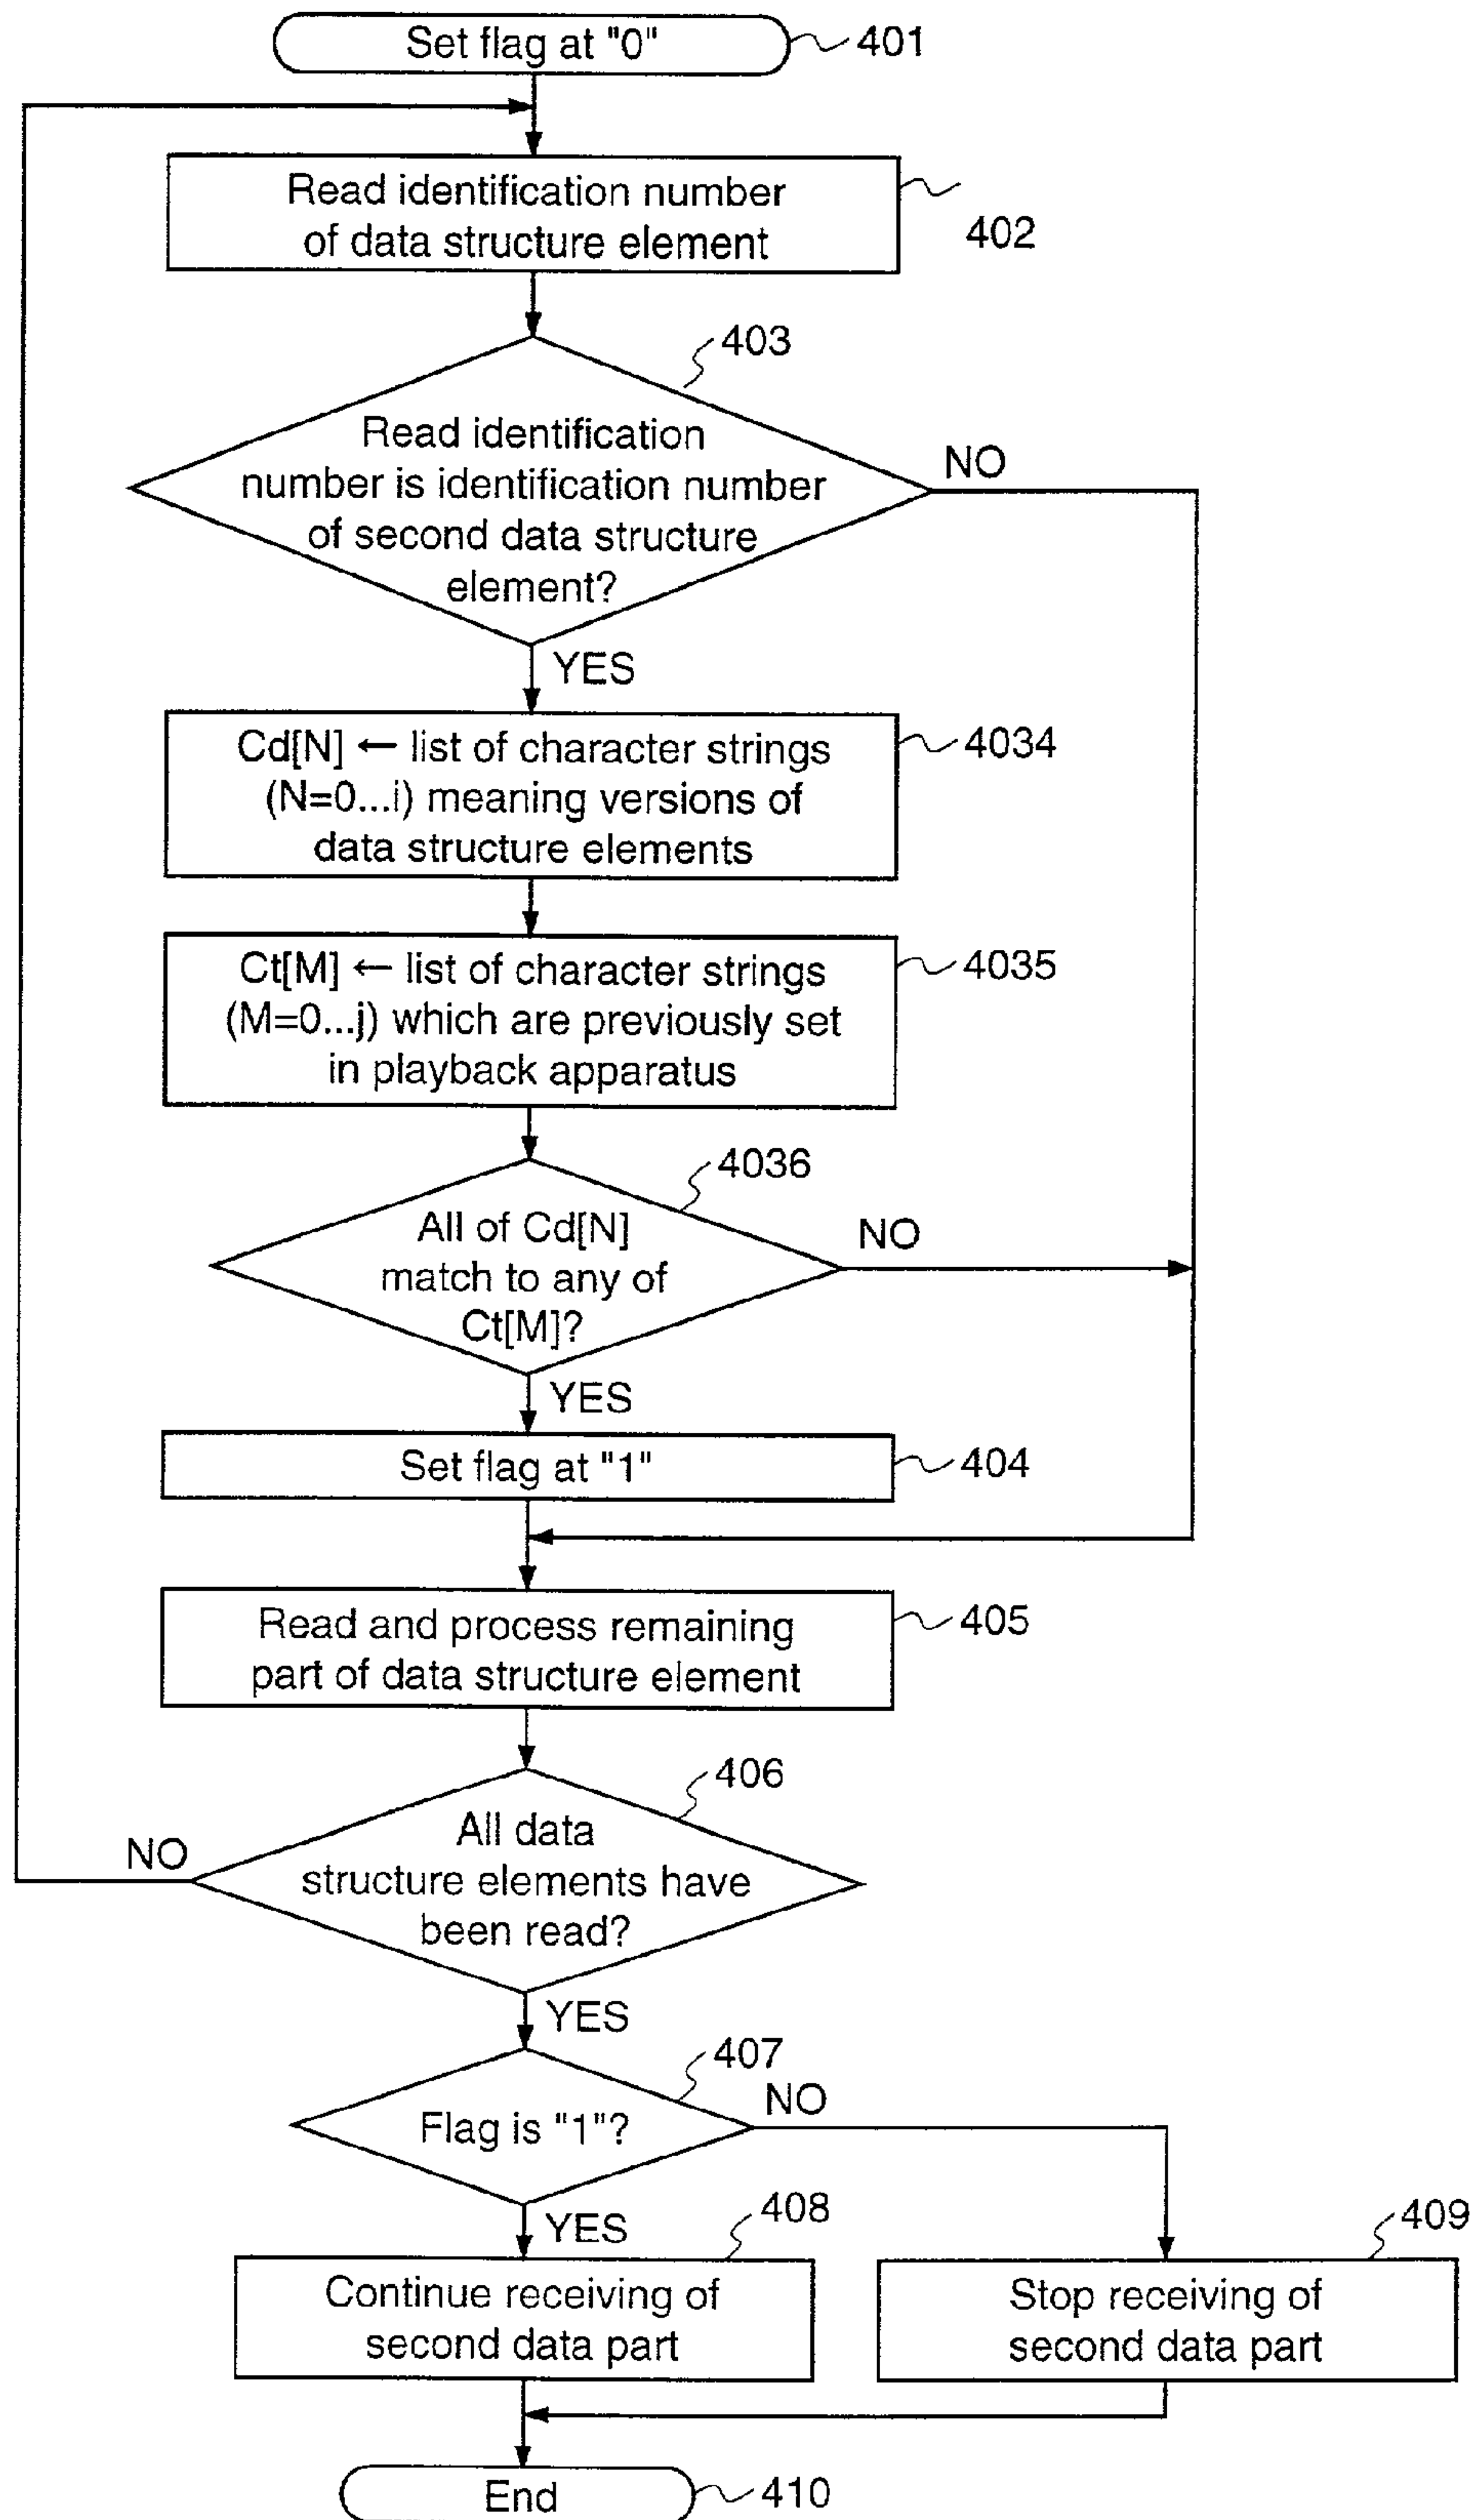 Set flag at "0"
401
Read identification number
of data structure element
402
403
Read identification
number is identification number
of second data structure
element?
NO
YES
Cd[N] ← list of character strings
(N=0...i) meaning versions of
data structure elements
4034
Ct[M] ← list of character strings
(M=0...j) which are previously set
in playback apparatus
4035
4036
All of Cd[N]
match to any of
Ct[M]?
NO
YES
Set flag at "1"
404
Read and process remaining
part of data structure element
405
406
All data
structure elements have
been read?
NO
YES
407
Flag is "1"?
NO
YES
408
Continue receiving of
second data part
409
Stop receiving of
second data part
End
410